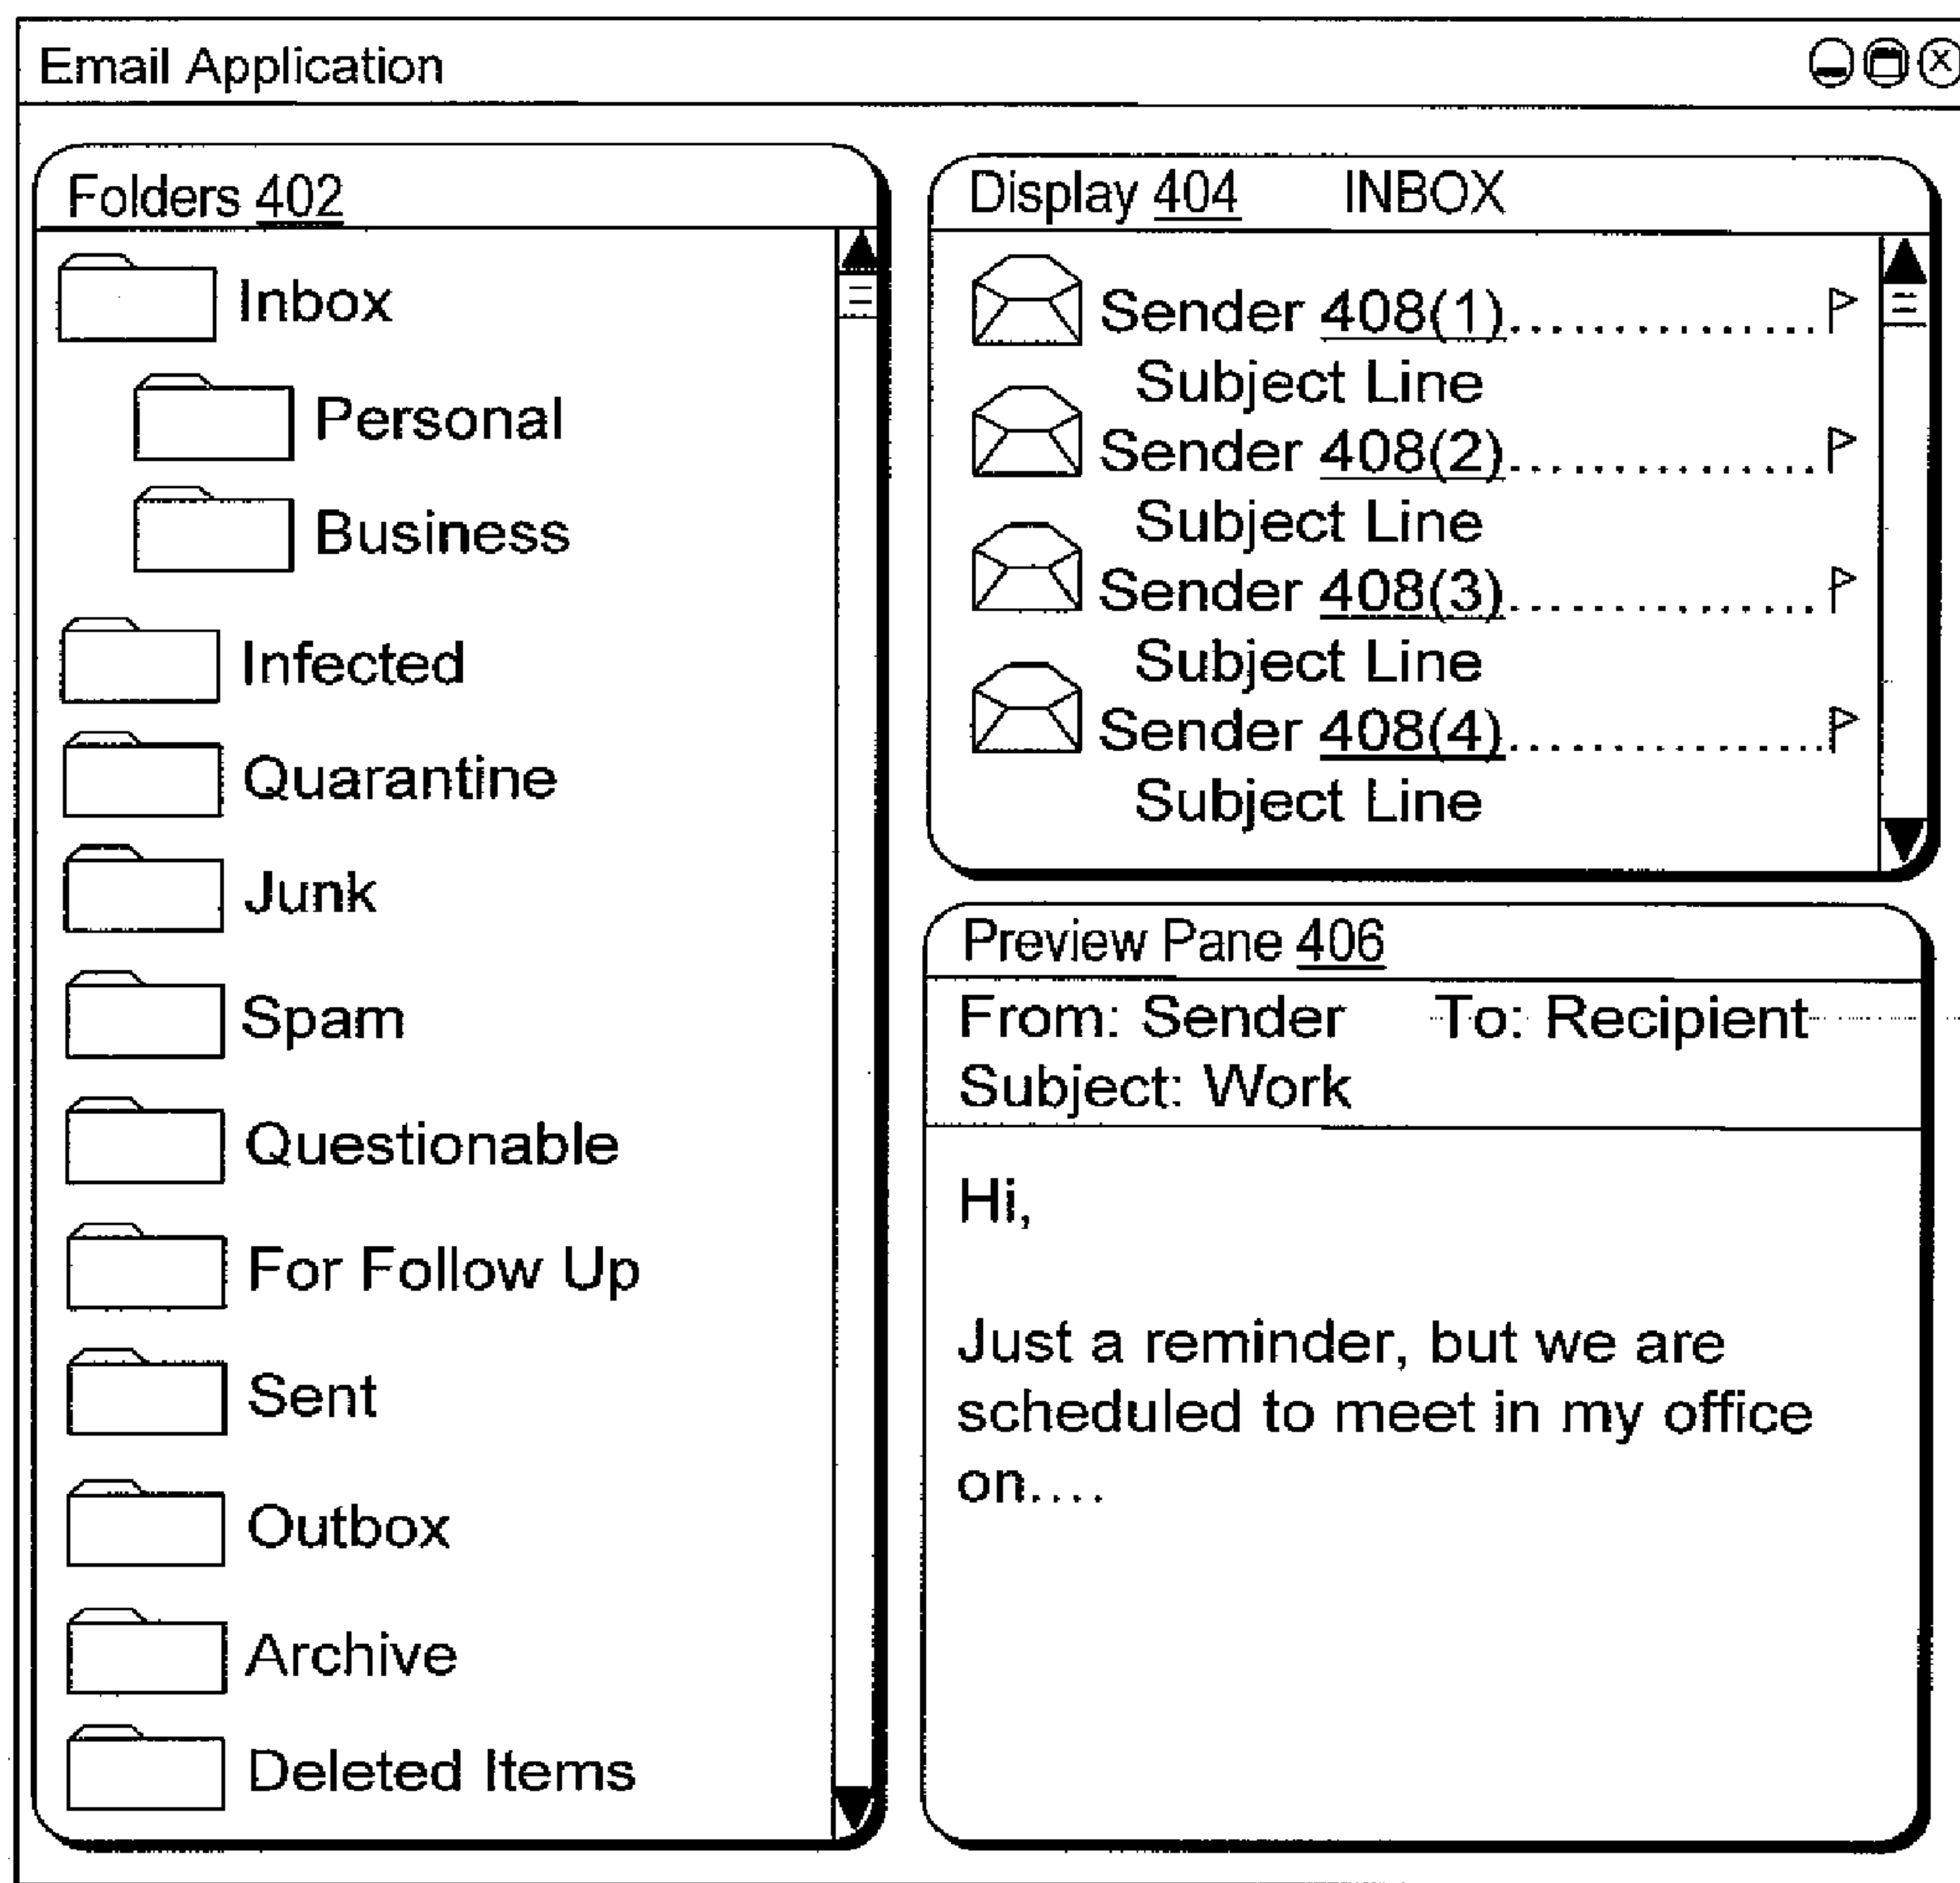 Email Application
Folders 402
Inbox
Personal
Business
Infected
Quarantine
Junk
Spam
Questionable
For Follow Up
Sent
Outbox
Archive
Deleted Items
Display 404 INBOX
Sender 408(1)...............
Subject Line
Sender 408(2)...............
Subject Line
Sender 408(3)...............
Subject Line
Sender 408(4)...............
Subject Line
Preview Pane 406
From: Sender To: Recipient
Subject: Work
Hi,
Just a reminder, but we are
scheduled to meet in my office
on....